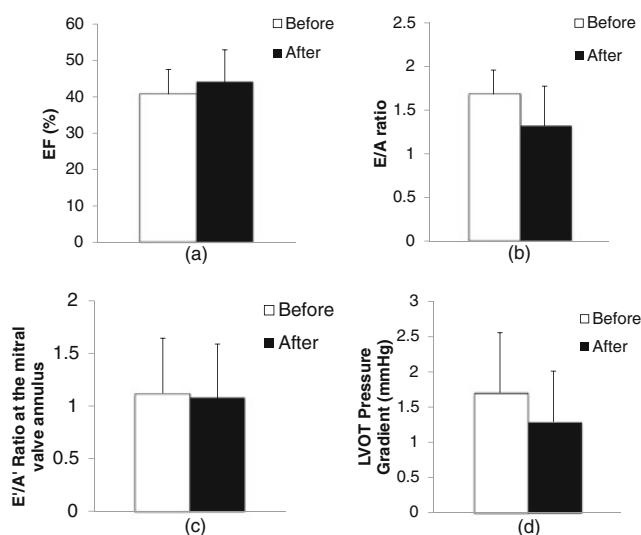 60
50
40
30
20
10
0
EF (%)
Before
After
(a)
2.5
2
1.5
1
0.5
0
E/A ratio
Before
After
(b)
2
1.5
1
0.5
0
E'/A' Ratio at the mitral
valve annulus
Before
After
(c)
3
2.5
2
1.5
1
0.5
0
LVOT Pressure
Gradient (mmHg)
Before
After
(d)